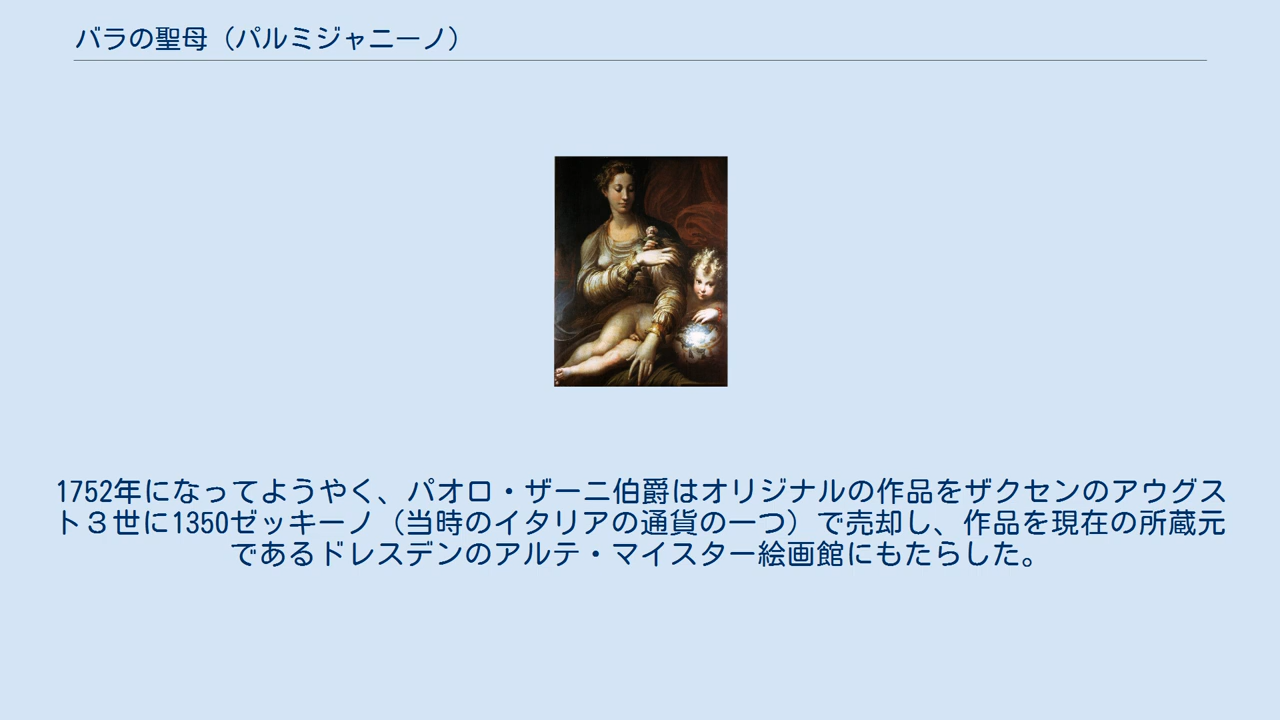 バラの聖母（パルミジャニーノ）
1752年になってようやく、パオロ・ザーニ伯爵はオリジナルの作品をザクセンのアウグス
ト３世に1350ゼッキーノ（当時のイタリアの通貨の一つ）で売却し、作品を現在の所蔵元
であるドレスデンのアルテ・マイスター絵画館にもたらした。